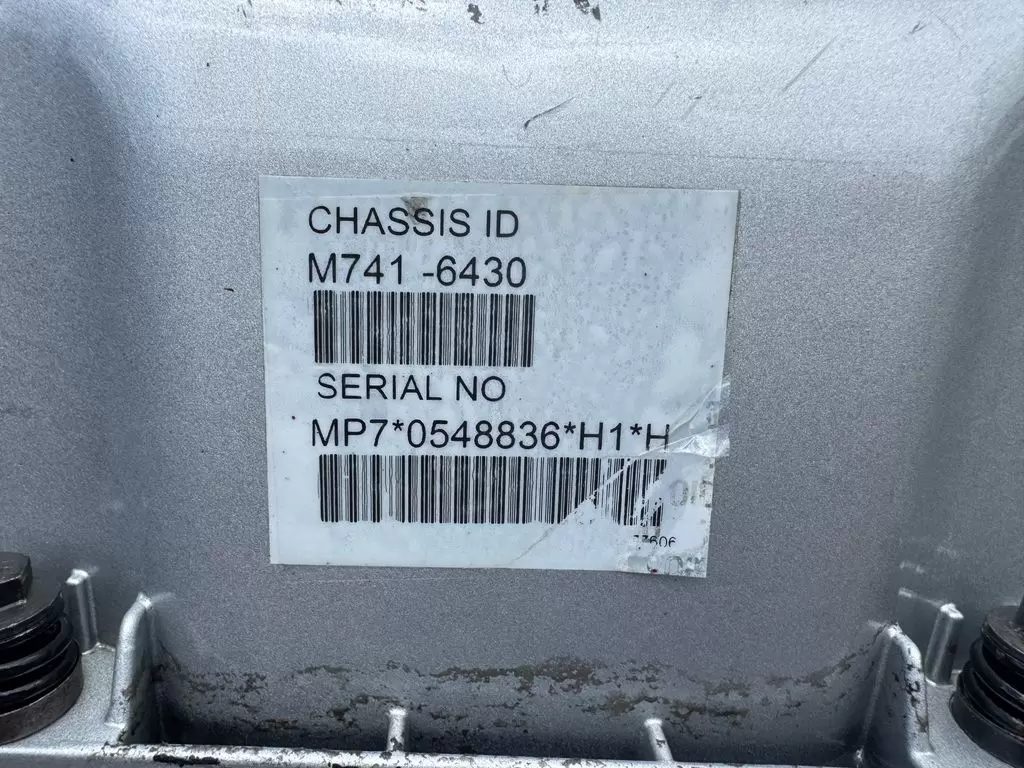 CHASSIS ID
M741 -6430
SERIAL NO
MP7*0548836*H1*H